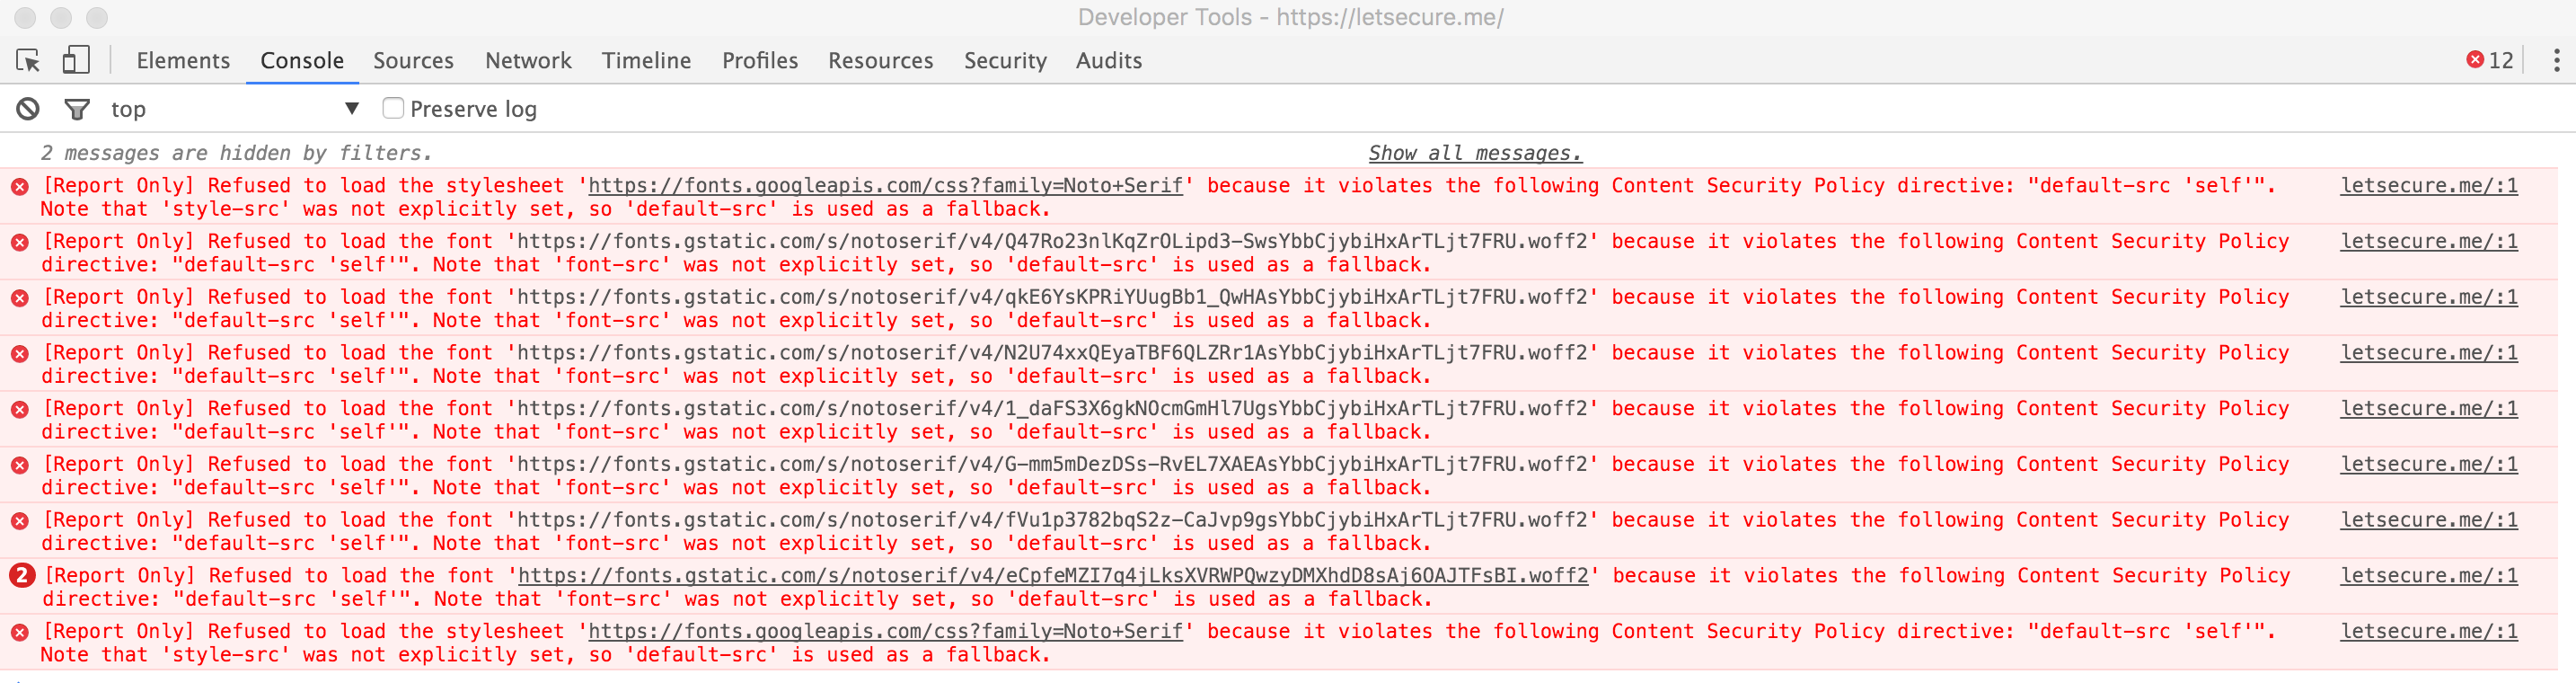 Developer Tools - https://letsecure.me/
Elements Console Sources Network Timeline Profiles Resources Security Audits 12
top ▼ Preserve log
2 messages are hidden by filters. Show all messages.
[Report Only] Refused to load the stylesheet 'https://fonts.googleapis.com/css?family=Noto+Serif' because it violates the following Content Security Policy directive: "default-src 'self'". letsecure.me/:1
Note that 'style-src' was not explicitly set, so 'default-src' is used as a fallback.
[Report Only] Refused to load the font 'https://fonts.gstatic.com/s/notoserif/v4/Q47Ro23nlKqZrOLipd3-SwsYbbCjybiHxArTLjt7FRU.woff2' because it violates the following Content Security Policy letsecure.me/:1
directive: "default-src 'self'". Note that 'font-src' was not explicitly set, so 'default-src' is used as a fallback.
[Report Only] Refused to load the font 'https://fonts.gstatic.com/s/notoserif/v4/qkE6YsKPRiYUugBb1_QwHAsYbbCjybiHxArTLjt7FRU.woff2' because it violates the following Content Security Policy letsecure.me/:1
directive: "default-src 'self'". Note that 'font-src' was not explicitly set, so 'default-src' is used as a fallback.
[Report Only] Refused to load the font 'https://fonts.gstatic.com/s/notoserif/v4/N2U74xxQEyaTBF6QLZRr1AsYbbCjybiHxArTLjt7FRU.woff2' because it violates the following Content Security Policy letsecure.me/:1
directive: "default-src 'self'". Note that 'font-src' was not explicitly set, so 'default-src' is used as a fallback.
[Report Only] Refused to load the font 'https://fonts.gstatic.com/s/notoserif/v4/1_daFS3X6gkNOcmGmHl7UgsYbbCjybiHxArTLjt7FRU.woff2' because it violates the following Content Security Policy letsecure.me/:1
directive: "default-src 'self'". Note that 'font-src' was not explicitly set, so 'default-src' is used as a fallback.
[Report Only] Refused to load the font 'https://fonts.gstatic.com/s/notoserif/v4/G-mm5mDezDSs-RvEL7XAEAsYbbCjybiHxArTLjt7FRU.woff2' because it violates the following Content Security Policy letsecure.me/:1
directive: "default-src 'self'". Note that 'font-src' was not explicitly set, so 'default-src' is used as a fallback.
[Report Only] Refused to load the font 'https://fonts.gstatic.com/s/notoserif/v4/fVu1p3782bqS2z-CaJvp9gsYbbCjybiHxArTLjt7FRU.woff2' because it violates the following Content Security Policy letsecure.me/:1
directive: "default-src 'self'". Note that 'font-src' was not explicitly set, so 'default-src' is used as a fallback.
2 [Report Only] Refused to load the font 'https://fonts.gstatic.com/s/notoserif/v4/eCpfeMZI7q4jLksXVRWPQwzyDMXhdD8sAj6OAJTFsBI.woff2' because it violates the following Content Security Policy letsecure.me/:1
directive: "default-src 'self'". Note that 'font-src' was not explicitly set, so 'default-src' is used as a fallback.
[Report Only] Refused to load the stylesheet 'https://fonts.googleapis.com/css?family=Noto+Serif' because it violates the following Content Security Policy directive: "default-src 'self'". letsecure.me/:1
Note that 'style-src' was not explicitly set, so 'default-src' is used as a fallback.